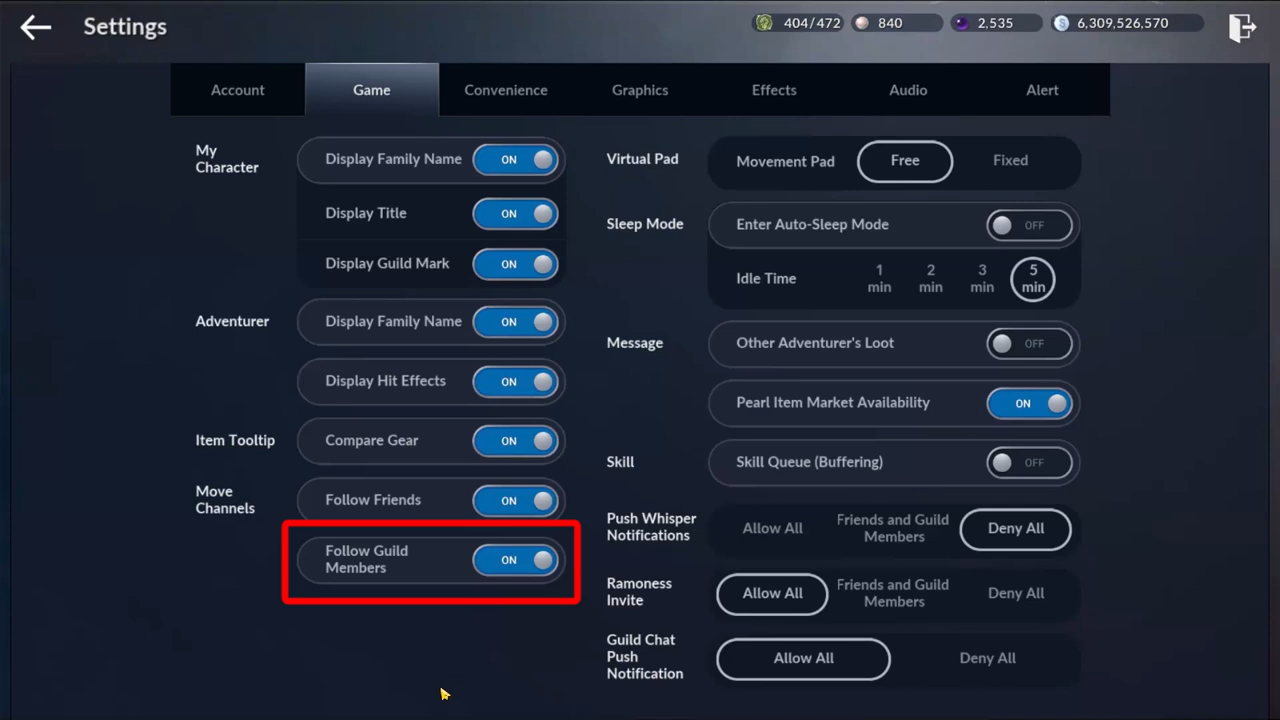 Settings
404/472
840
2,535
6,309,526,570
Account
Game
Convenience
Graphics
Effects
Audio
Alert
My
Character
Display Family Name
ON
Display Title
ON
Display Guild Mark
ON
Adventurer
Display Family Name
ON
Display Hit Effects
ON
Item Tooltip
Compare Gear
ON
Move
Channels
Follow Friends
ON
Follow Guild
Members
ON
Virtual Pad
Movement Pad
Free
Fixed
Sleep Mode
Enter Auto-Sleep Mode
OFF
Idle Time
1
min
2
min
3
min
5
min
Message
Other Adventurer's Loot
OFF
Pearl Item Market Availability
ON
Skill
Skill Queue (Buffering)
OFF
Push Whisper
Notifications
Allow All
Friends and Guild
Members
Deny All
Ramoness
Invite
Allow All
Friends and Guild
Members
Deny All
Guild Chat
Push
Notification
Allow All
Deny All